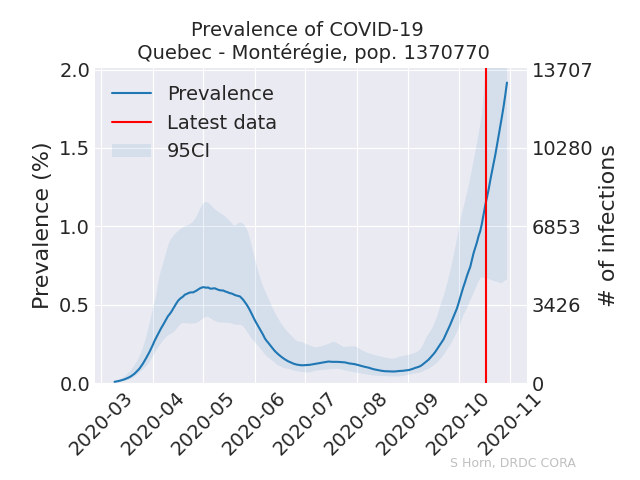 Prevalence of COVID-19
Quebec - Montérégie, pop. 1370770
Prevalence (%)
2.0
1.5
1.0
0.5
0.0
Prevalence
Latest data
95CI
13707
10280
6853
3426
0
# of infections
2020-03
2020-04
2020-05
2020-06
2020-07
2020-08
2020-09
2020-10
2020-11
S Horn, DRDC CORA